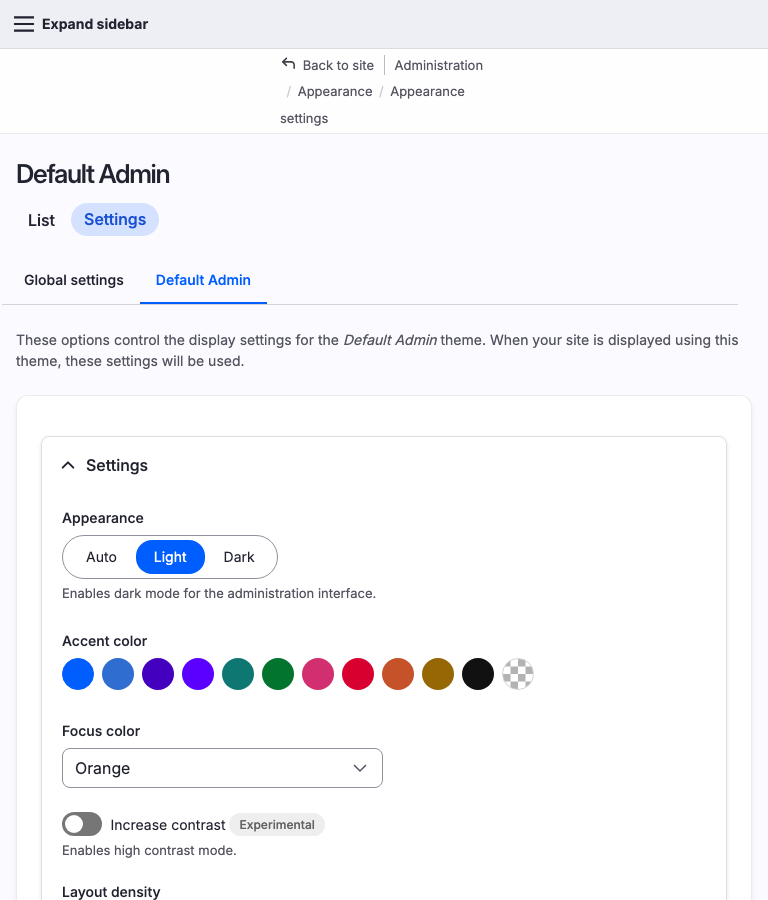 Expand sidebar
Back to site Administration
/ Appearance / Appearance
settings
Default Admin
List Settings
Global settings Default Admin
These options control the display settings for the Default Admin theme. When your site is displayed using this
theme, these settings will be used.
Settings
Appearance
Auto Light Dark
Enables dark mode for the administration interface.
Accent color
Focus color
Orange
Increase contrast Experimental
Enables high contrast mode.
Layout density